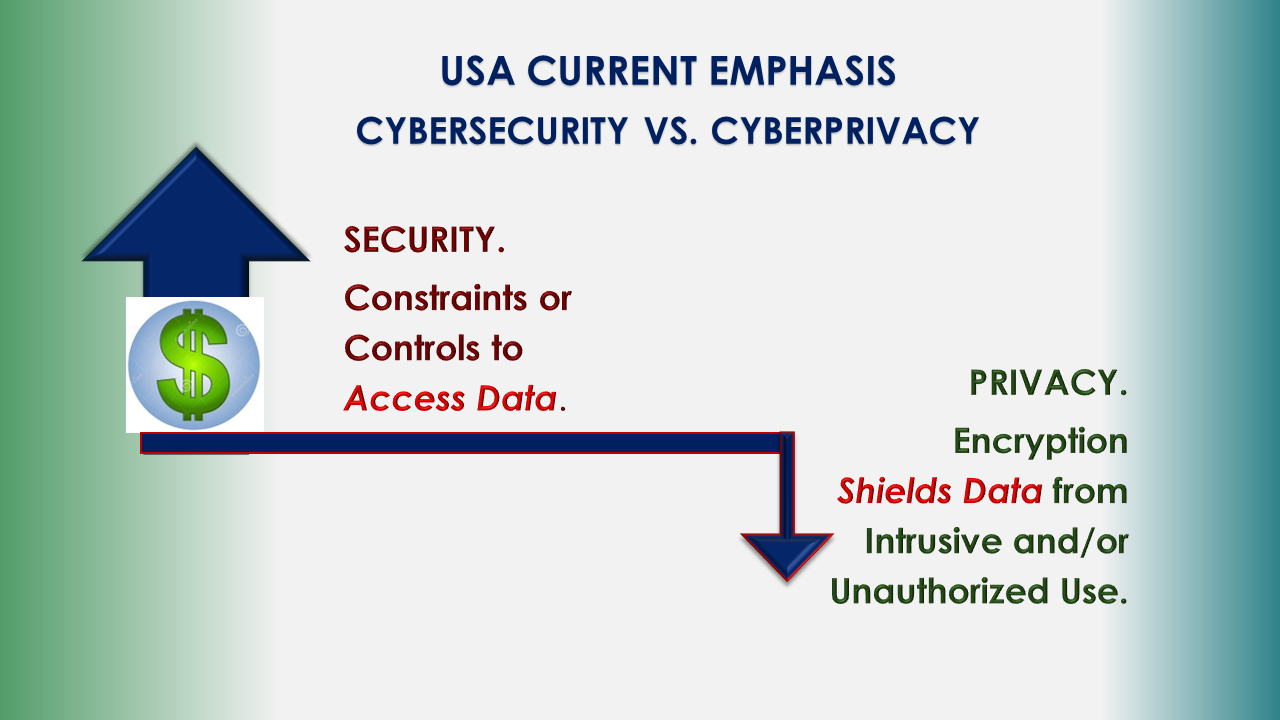 USA CURRENT EMPHASIS
CYBERSECURITY VS. CYBERPRIVACY
SECURITY.
Constraints or
Controls to
Access Data.
PRIVACY.
Encryption
Shields Data from
Intrusive and/or
Unauthorized Use.
$